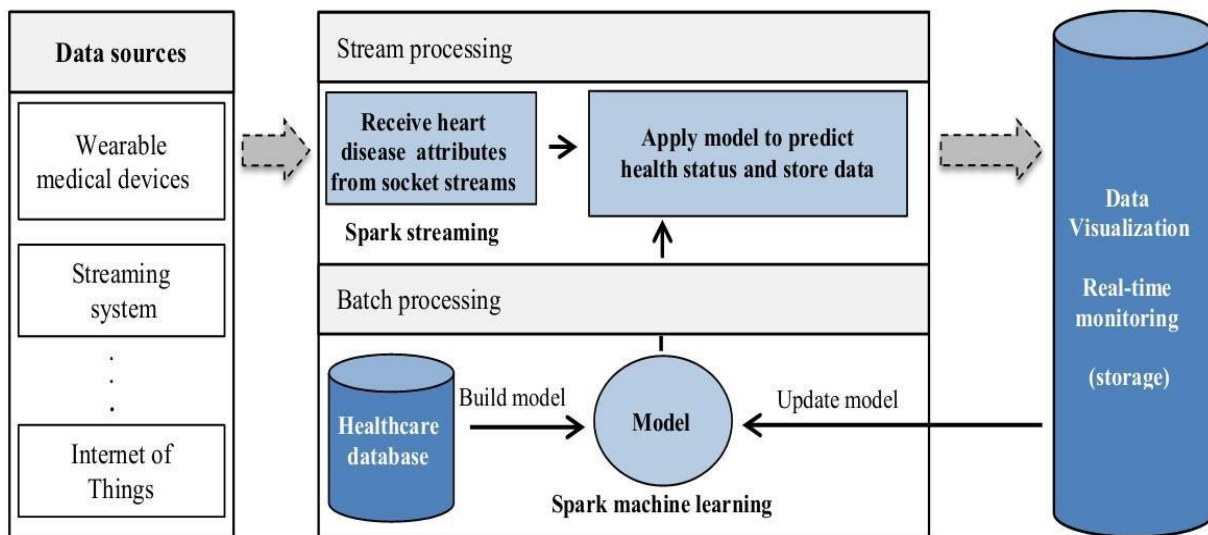 Data sources
Wearable
medical devices
Streaming
system
.
.
.
Internet of
Things
Stream processing
Receive heart
disease attributes
from socket streams
Spark streaming
Apply model to predict
health status and store data
Batch processing
Healthcare
database
Build model
Model
Update model
Spark machine learning
Data
Visualization
Real-time
monitoring
(storage)